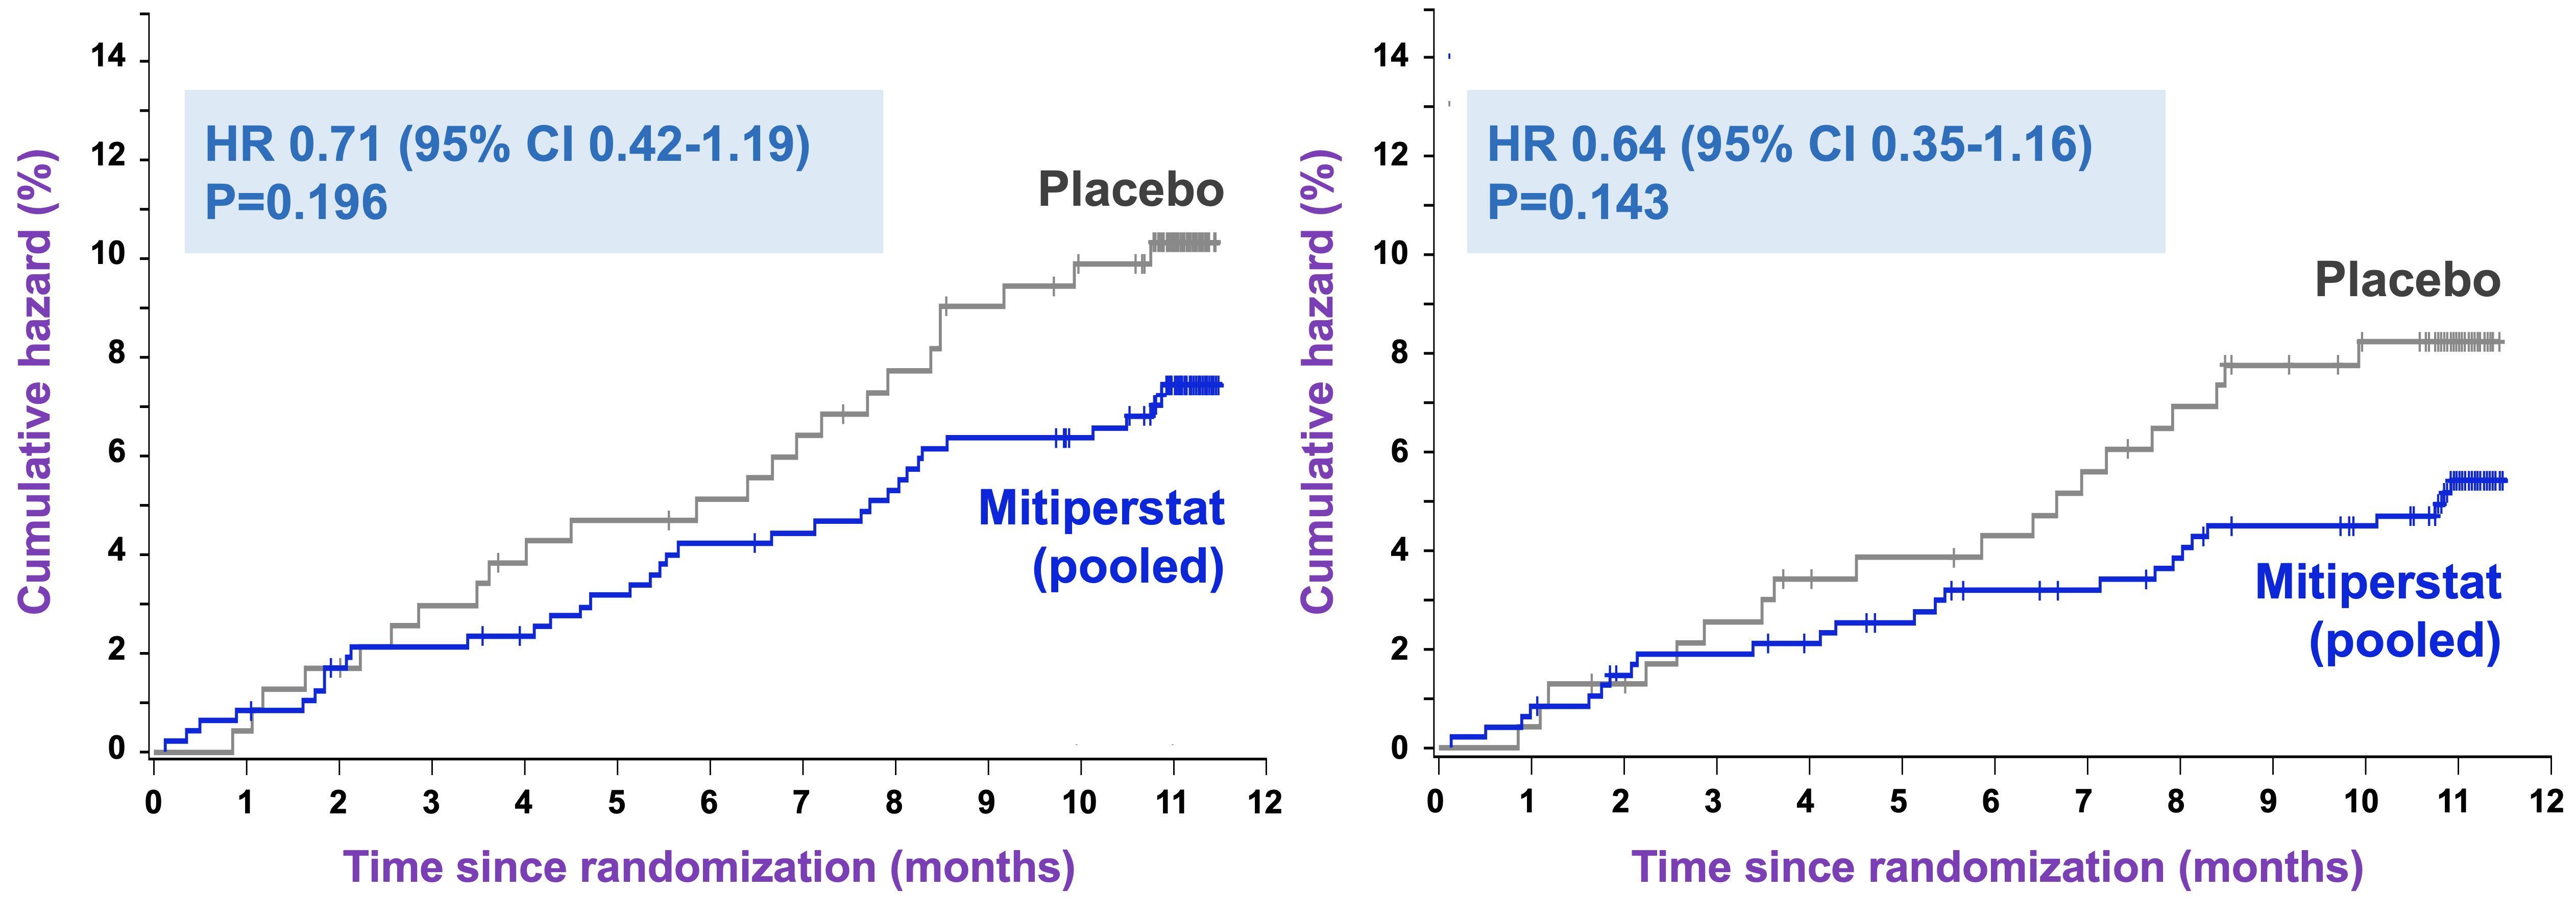 Cumulative hazard (%)
14
12
10
8
6
4
2
0
HR 0.71 (95% CI 0.42-1.19)
P=0.196
Placebo
Mitiperstat
(pooled)
0 1 2 3 4 5 6 7 8 9 10 11 12
Time since randomization (months)
Cumulative hazard (%)
14
12
10
8
6
4
2
0
HR 0.64 (95% CI 0.35-1.16)
P=0.143
Placebo
Mitiperstat
(pooled)
0 1 2 3 4 5 6 7 8 9 10 11 12
Time since randomization (months)